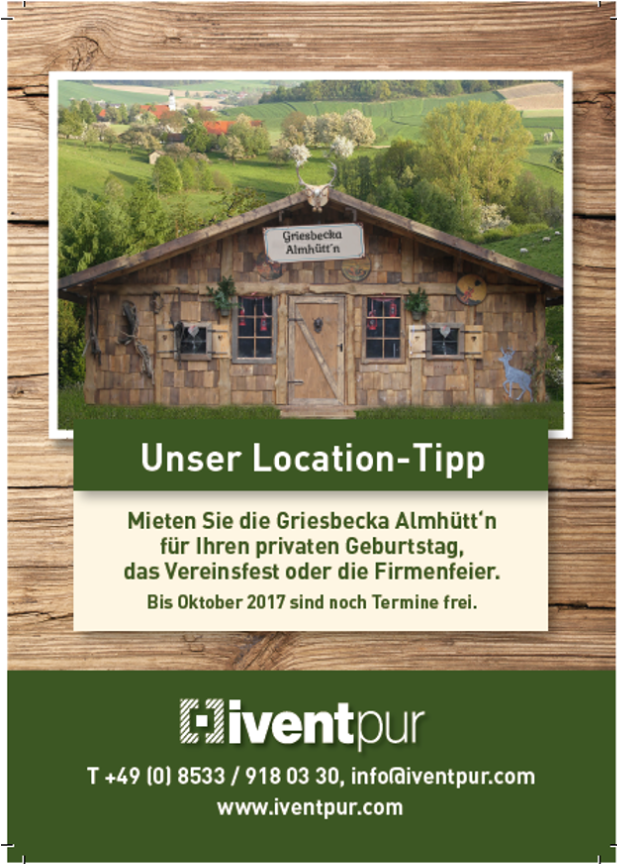 Griesbecka
Almhütt'n
Unser Location-Tipp
Mieten Sie die Griesbecka Almhütt‘n
für Ihren privaten Geburtstag,
das Vereinsfest oder die Firmenfeier.
Bis Oktober 2017 sind noch Termine frei.
iventpur
T +49 (0) 8533 / 918 03 30, info@iventpur.com
www.iventpur.com